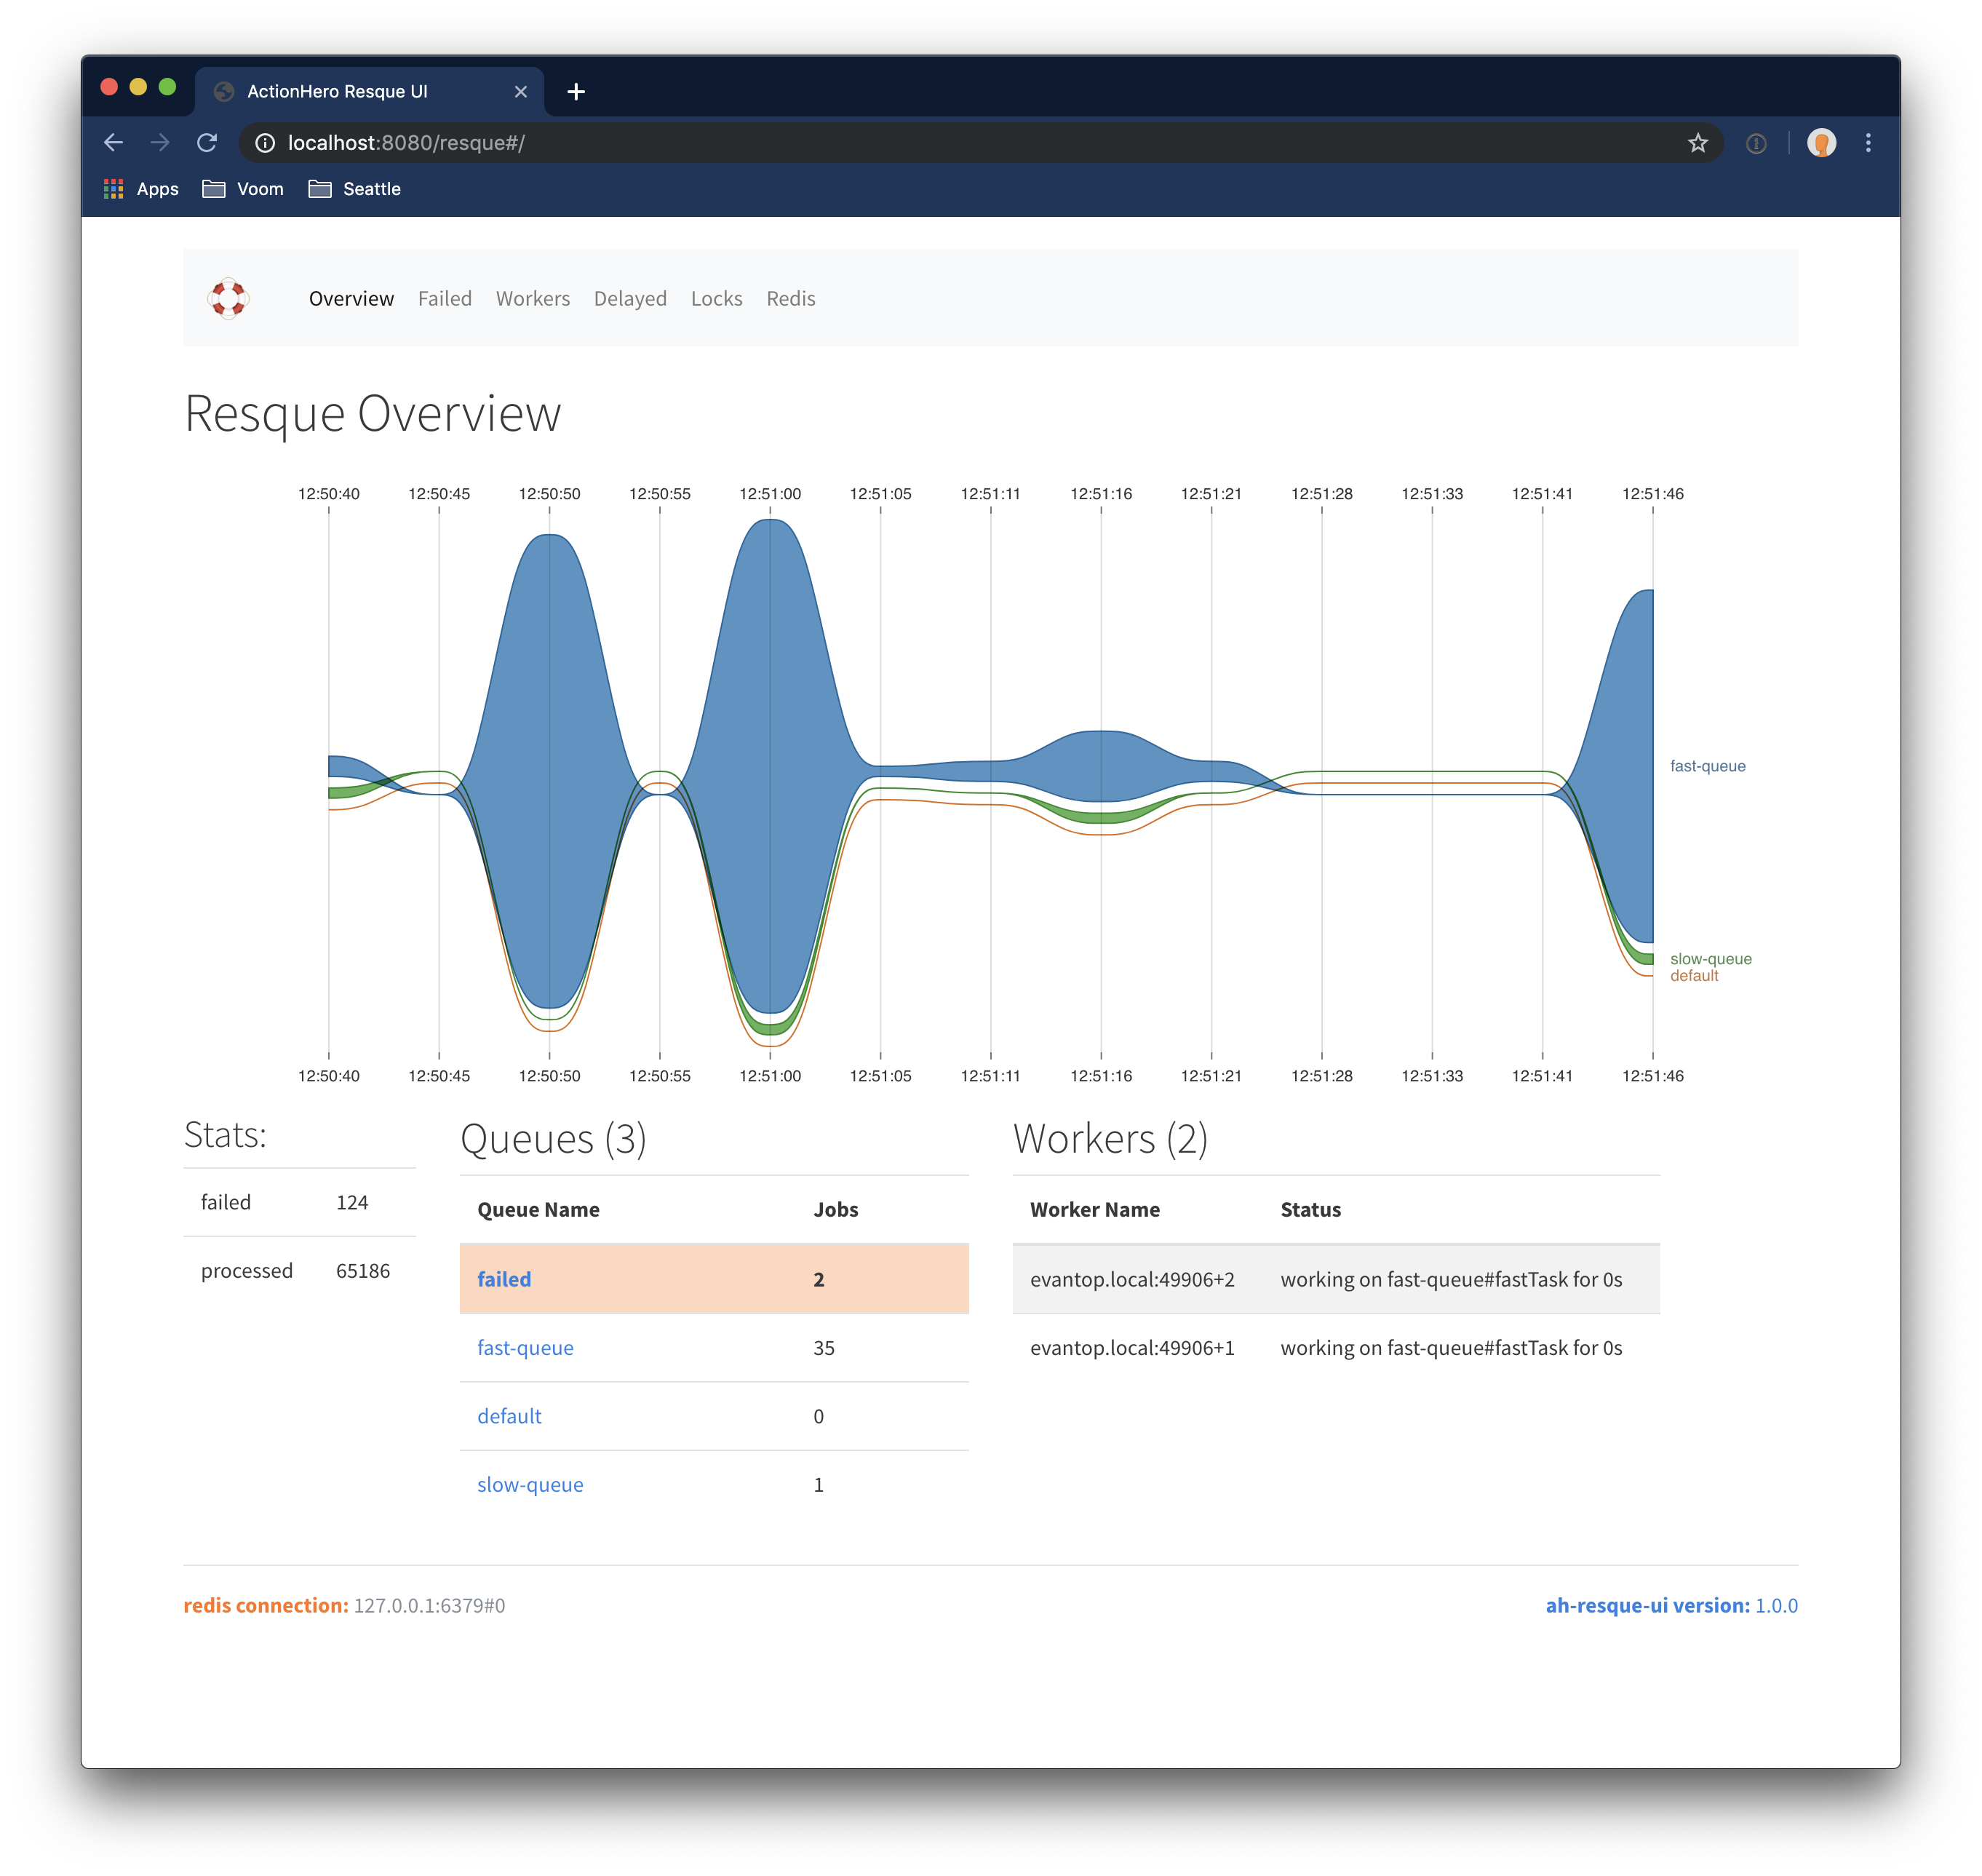 ActionHero Resque UI
localhost:8080/resque#/
Apps Voom Seattle
Overview Failed Workers Delayed Locks Redis
Resque Overview
12:50:40 12:50:45 12:50:50 12:50:55 12:51:00 12:51:05 12:51:11 12:51:16 12:51:21 12:51:28 12:51:33 12:51:41 12:51:46
fast-queue
slow-queue
default
12:50:40 12:50:45 12:50:50 12:50:55 12:51:00 12:51:05 12:51:11 12:51:16 12:51:21 12:51:28 12:51:33 12:51:41 12:51:46
Stats:
failed 124
processed 65186
Queues (3)
Queue Name Jobs
failed 2
fast-queue 35
default 0
slow-queue 1
Workers (2)
Worker Name Status
evantop.local:49906+2 working on fast-queue#fastTask for 0s
evantop.local:49906+1 working on fast-queue#fastTask for 0s
redis connection: 127.0.0.1:6379#0
ah-resque-ui version: 1.0.0